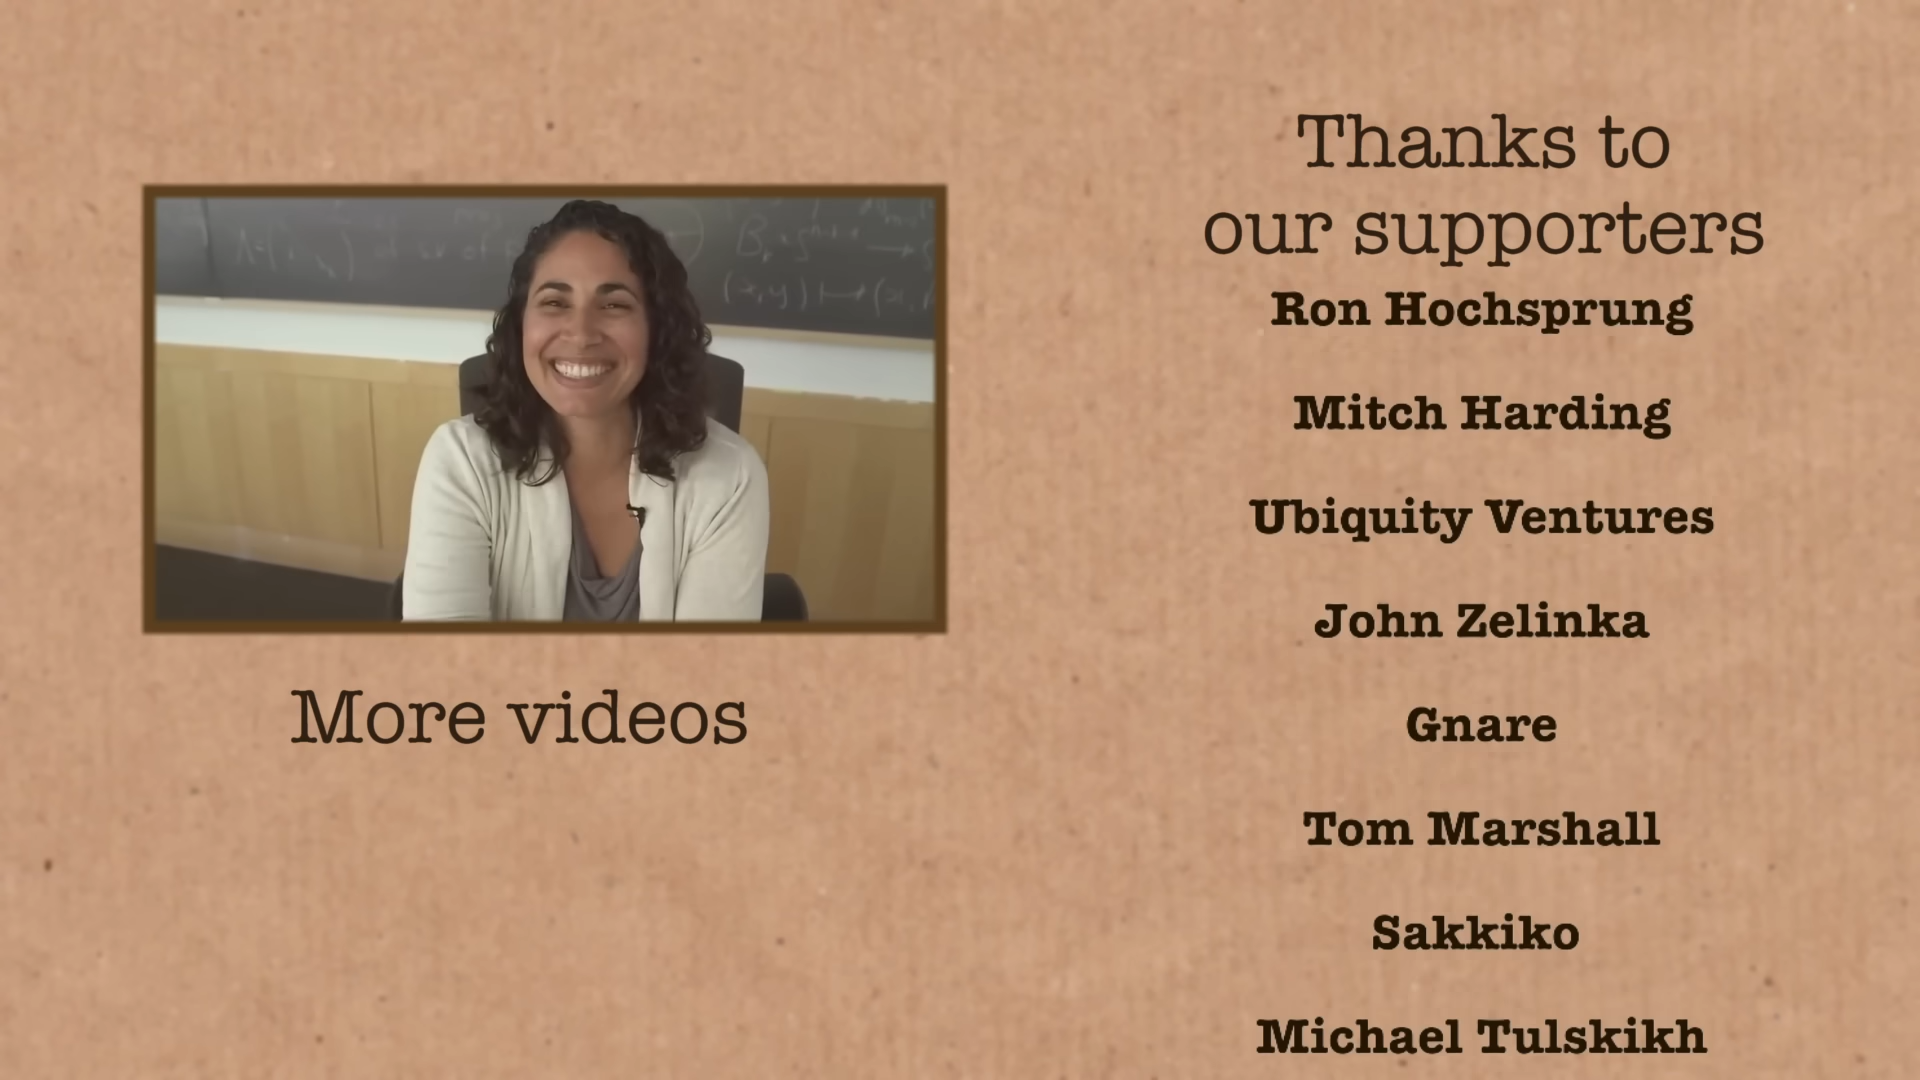 Thanks to
our supporters
Ron Hochsprung
Mitch Harding
Ubiquity Ventures
John Zelinka
Gnare
Tom Marshall
Sakkiko
Michael Tulskikh
More videos